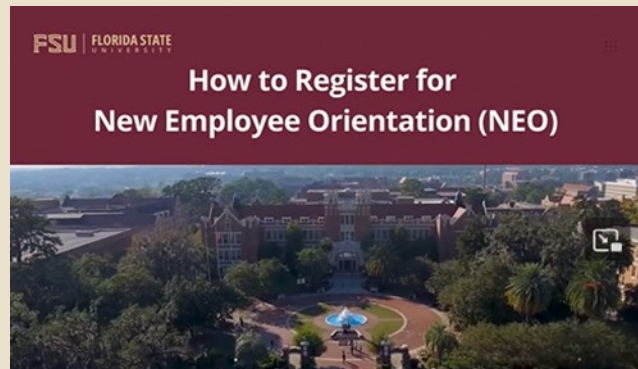 FSU | FLORIDA STATE
UNIVERSITY
How to Register for
New Employee Orientation (NEO)